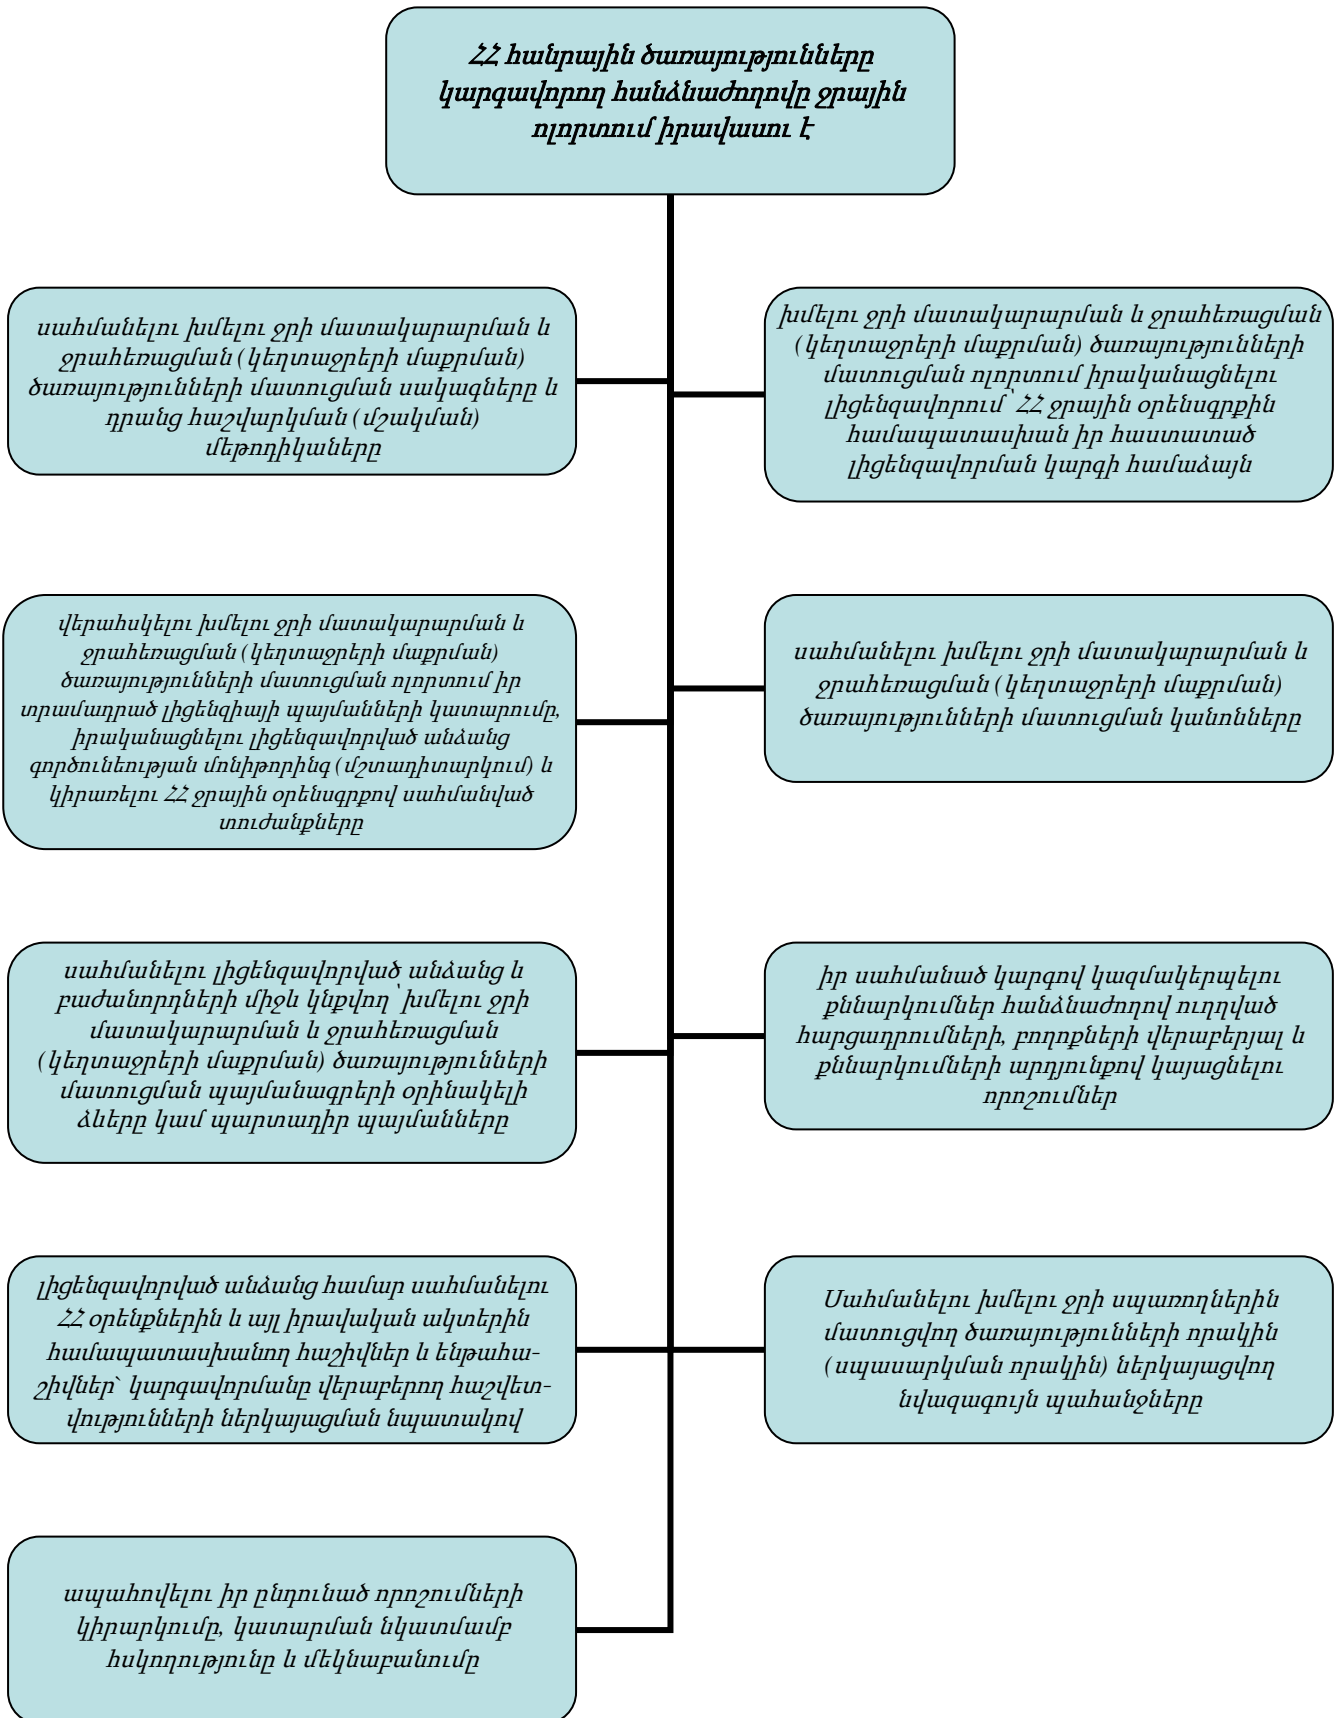 ՀՀ հանրային ծառայությունները
կարգավորող հանձնաժողովը ջրային
ոլորտում իրավասու է
սահմանելու խմելու ջրի մատակարարման և
ջրահեռացման (կեղտաջրերի մաքրման)
ծառայությունների մատուցման սակագները և
դրանց հաշվարկման (մշակման)
մեթոդիկաները
խմելու ջրի մատակարարման և ջրահեռացման
(կեղտաջրերի մաքրման) ծառայությունների
մատուցման ոլորտում իրականացնելու
լիցենզավորում՝ ՀՀ ջրային օրենսգրքին
համապատասխան իր հաստատած
լիցենզավորման կարգի համաձայն
վերահսկելու խմելու ջրի մատակարարման և
ջրահեռացման (կեղտաջրերի մաքրման)
ծառայությունների մատուցման ոլորտում իր
տրամադրած լիցենզիայի պայմանների կատարումը,
իրականացնելու լիցենզավորված անձանց
գործունեության մոնիթորինգ (մշտադիտարկում) և
կիրառելու ՀՀ ջրային օրենսգրքով սահմանված
տուժանքները
սահմանելու խմելու ջրի մատակարարման և
ջրահեռացման (կեղտաջրերի մաքրման)
ծառայությունների մատուցման կանոնները
սահմանելու լիցենզավորված անձանց և
բաժանորդների միջև կնքվող՝ խմելու ջրի
մատակարարման և ջրահեռացման
(կեղտաջրերի մաքրման) ծառայությունների
մատուցման պայմանագրերի օրինակելի
ձևերը կամ պարտադիր պայմանները
իր սահմանած կարգով կազմակերպելու
քննարկումներ հանձնաժողով ուղղված
հարցադրումների, բողոքների վերաբերյալ և
քննարկումների արդյունքով կայացնելու
որոշումներ
լիցենզավորված անձանց համար սահմանելու
ՀՀ օրենքներին և այլ իրավական ակտերին
համապատասխանող հաշիվներ և ենթահա-
շիվներ` կարգավորմանը վերաբերող հաշվետ-
վությունների ներկայացման նպատակով
Սահմանելու խմելու ջրի սպառողներին
մատուցվող ծառայությունների որակին
(սպասարկման որակին) ներկայացվող
նվազագույն պահանջները
ապահովելու իր ընդունած որոշումների
կիրարկումը, կատարման նկատմամբ
հսկողությունը և մեկնաբանումը